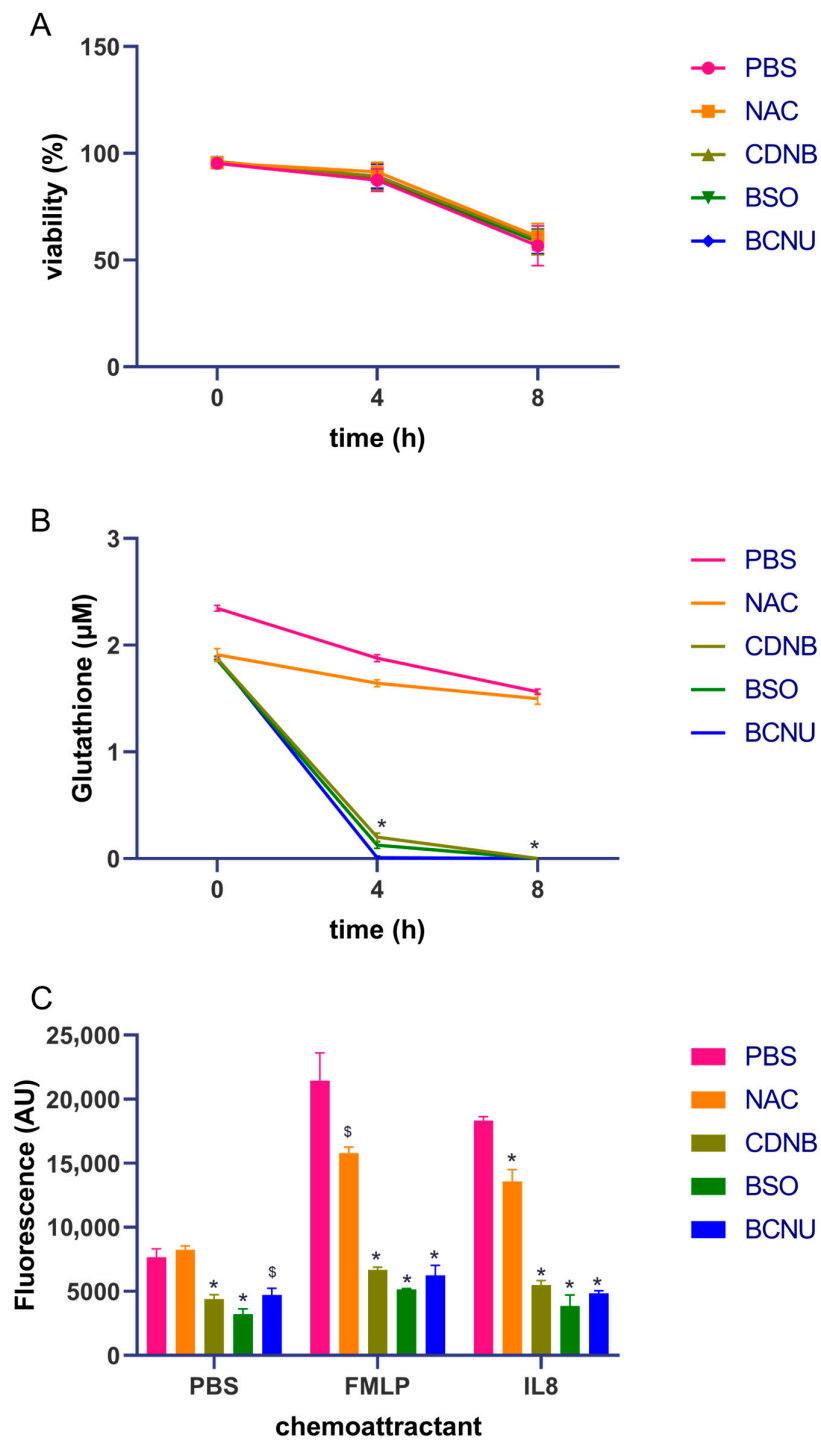 A
150
100
50
0
viability (%)
0 4 8
time (h)
PBS
NAC
CDNB
BSO
BCNU
B
3
2
1
0
Glutathione (µM)
*
*
0 4 8
time (h)
PBS
NAC
CDNB
BSO
BCNU
C
25,000
20,000
15,000
10,000
5000
0
Fluorescence (AU)
* * $
$ * * *
* * * *
PBS FMLP IL8
chemoattractant
PBS
NAC
CDNB
BSO
BCNU